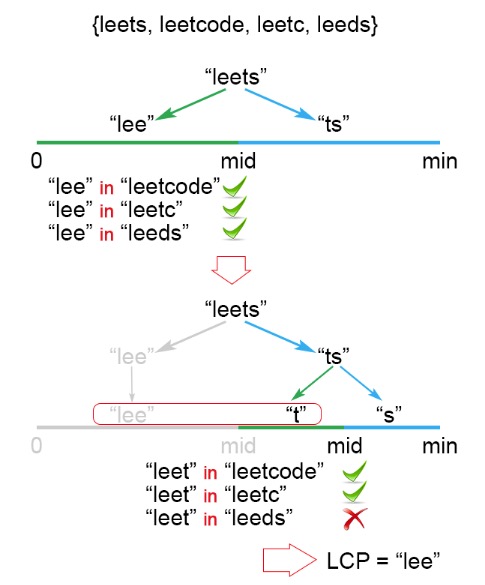 {leets, leetcode, leetc, leeds}
“leets”
“lee” “ts”
0 mid min
“lee” in “leetcode”
“lee” in “leetc”
“lee” in “leeds”
“leets”
“lee” “ts”
“lee” “t” “s”
0 mid mid min
“leet” in “leetcode”
“leet” in “leetc”
“leet” in “leeds”
LCP = “lee”